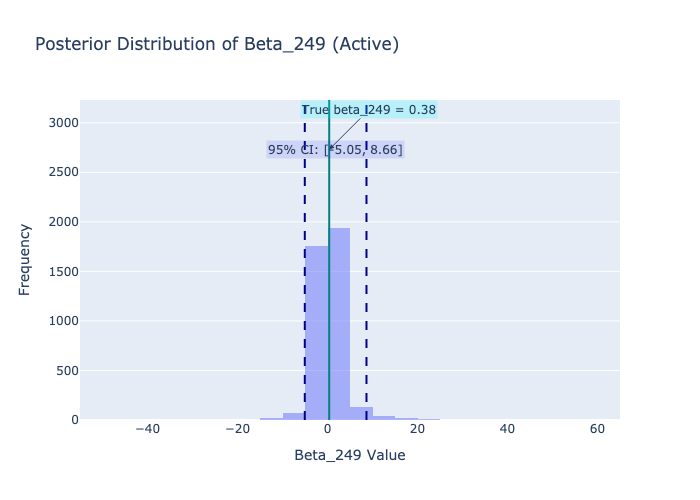 Posterior Distribution of Beta_249 (Active)
True beta_249 = 0.38
95% CI: [-5.05, 8.66]
3000
2500
2000
1500
1000
500
0
Frequency
−40
−20
0
20
40
60
Beta_249 Value